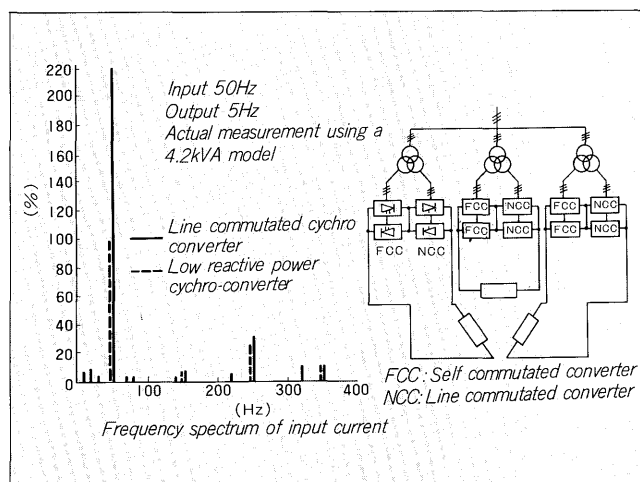 220
200
180
160
140
120
100
80
60
40
20
0
(%)
100
200
300
400
(Hz)
Input 50Hz
Output 5Hz
Actual measurement using a
4.2kVA model
Line commutated cychro
converter
Low reactive power
cychro-converter
Frequency spectrum of input current
FCC
NCC
FCC
NCC
FCC
NCC
FCC
NCC
FCC
NCC
FCC: Self commutated converter
NCC: Line commutated converter